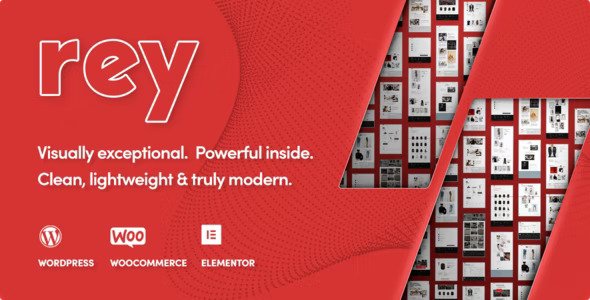 rey
Visually exceptional. Powerful inside.
Clean, lightweight & truly modern.
WOO
WORDPRESS WOOCOMMERCE ELEMENTOR